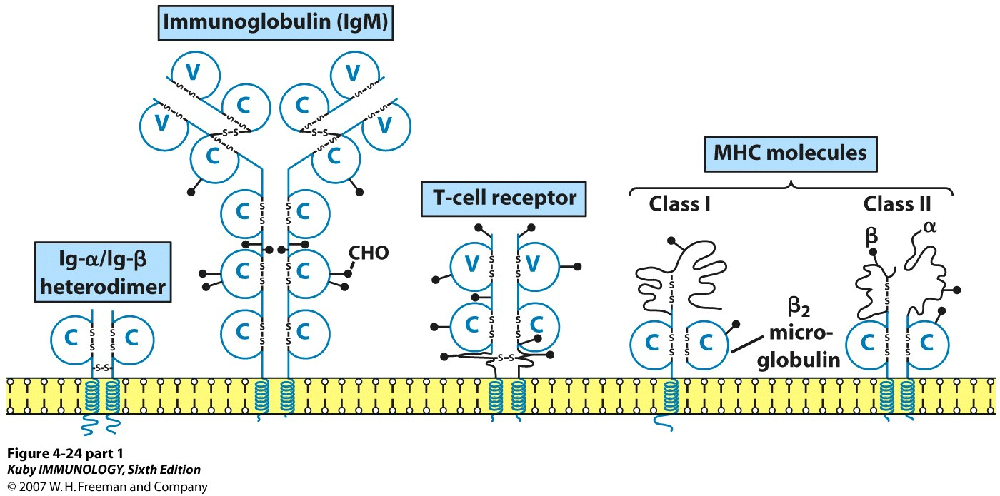 Immunoglobulin (IgM)
V
V
C
C
V
V
C
C
S-S
S-S
MHC molecules
T-cell receptor
Class I
Class II
C
C
β
α
Ig-α/Ig-β
heterodimer
CHO
C
C
V
V
β2
micro-
globulin
C
C
C
C
C
C
C
C
C
C
-S-S-
S-S
Figure 4-24 part 1
Kuby IMMUNOLOGY, Sixth Edition
© 2007 W. H. Freeman and Company